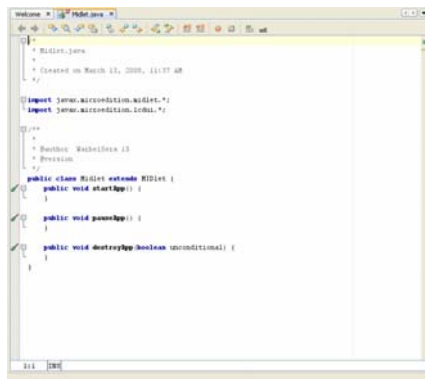 Welcome Midlet.java
/*
* Midlet.java
*
* Created on March 13, 2005, 11:37 AM
*/
import javax.microedition.midlet.*;
import javax.microedition.lcdui.*;
/**
*
* @author
* @version
*/
public class Midlet extends MIDlet {
public void startApp() {
}
public void pauseApp() {
}
public void destroyApp(boolean unconditional) {
}
}
1:1 INS